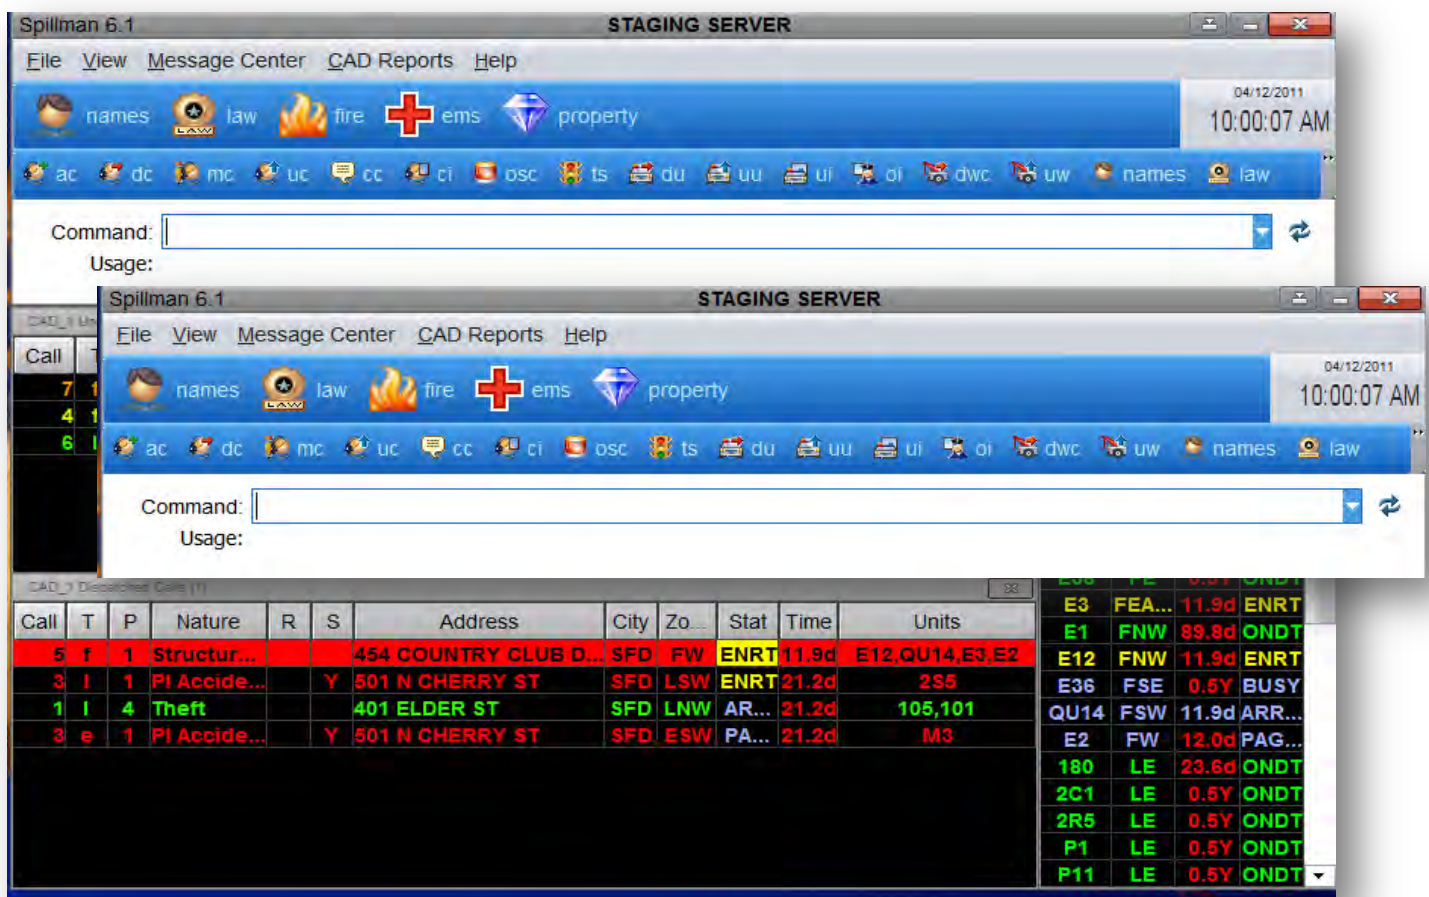 Spillman 6.1 STAGING SERVER
File View Message Center CAD Reports Help
names law fire ems property
04/12/2011
10:00:07 AM
ac dc mc uc cc ci osc ts du uu ui oi dwc uw names law
Command:
Usage:
Spillman 6.1 STAGING SERVER
File View Message Center CAD Reports Help
names law fire ems property
04/12/2011
10:00:07 AM
ac dc mc uc cc ci osc ts du uu ui oi dwc uw names law
Command:
Usage:
Call
7
4
6
CAD_1 Dispatched Calls (1)
Call T P Nature R S Address City Zo... Stat Time Units
5 f 1 Structur... 454 COUNTRY CLUB D... SFD FW ENRT 11.9d E12,QU14,E3,E2
3 l 1 PI Accide... Y 501 N CHERRY ST SFD LSW ENRT 21.2d 2S5
1 l 4 Theft 401 ELDER ST SFD LNW AR... 21.2d 105,101
3 e 1 PI Accide... Y 501 N CHERRY ST SFD ESW PA... 21.2d M3
E3 FEA... 11.9d ENRT
E1 FNW 89.8d ONDT
E12 FNW 11.9d ENRT
E36 FSE 0.5Y BUSY
QU14 FSW 11.9d ARR...
E2 FW 12.0d PAG...
180 LE 23.6d ONDT
2C1 LE 0.5Y ONDT
2R5 LE 0.5Y ONDT
P1 LE 0.5Y ONDT
P11 LE 0.5Y ONDT